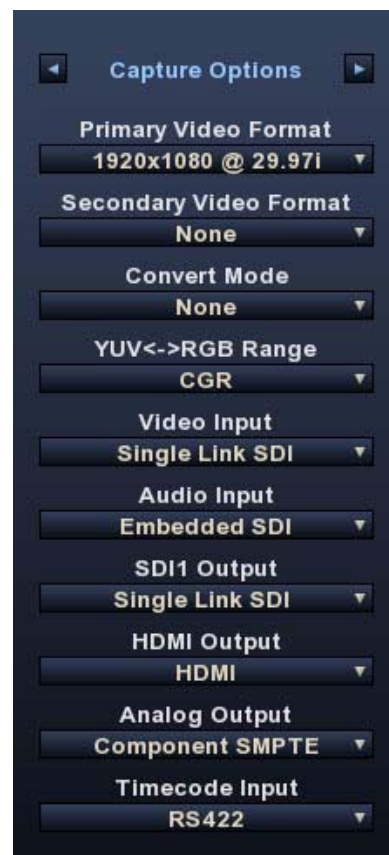 Capture Options
Primary Video Format
1920x1080 @ 29.97i
Secondary Video Format
None
Convert Mode
None
YUV<->RGB Range
CGR
Video Input
Single Link SDI
Audio Input
Embedded SDI
SDI1 Output
Single Link SDI
HDMI Output
HDMI
Analog Output
Component SMPTE
Timecode Input
RS422